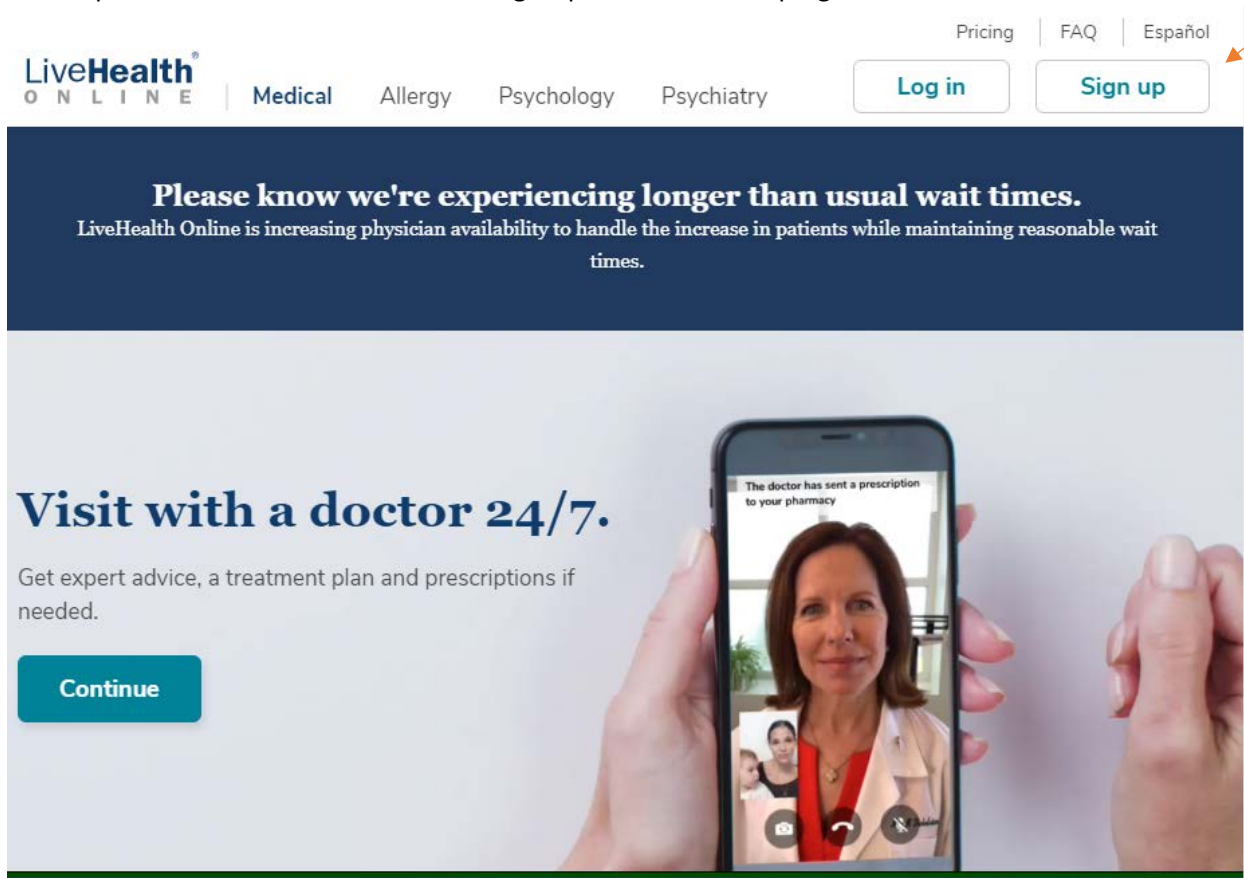 Pricing
FAQ
Español
LiveHealth®
ONLINE
Medical
Allergy
Psychology
Psychiatry
Log in
Sign up
Please know we're experiencing longer than usual wait times.
LiveHealth Online is increasing physician availability to handle the increase in patients while maintaining reasonable wait
times.
Visit with a doctor 24/7.
Get expert advice, a treatment plan and prescriptions if
needed.
Continue
The doctor has sent a prescription
to your pharmacy